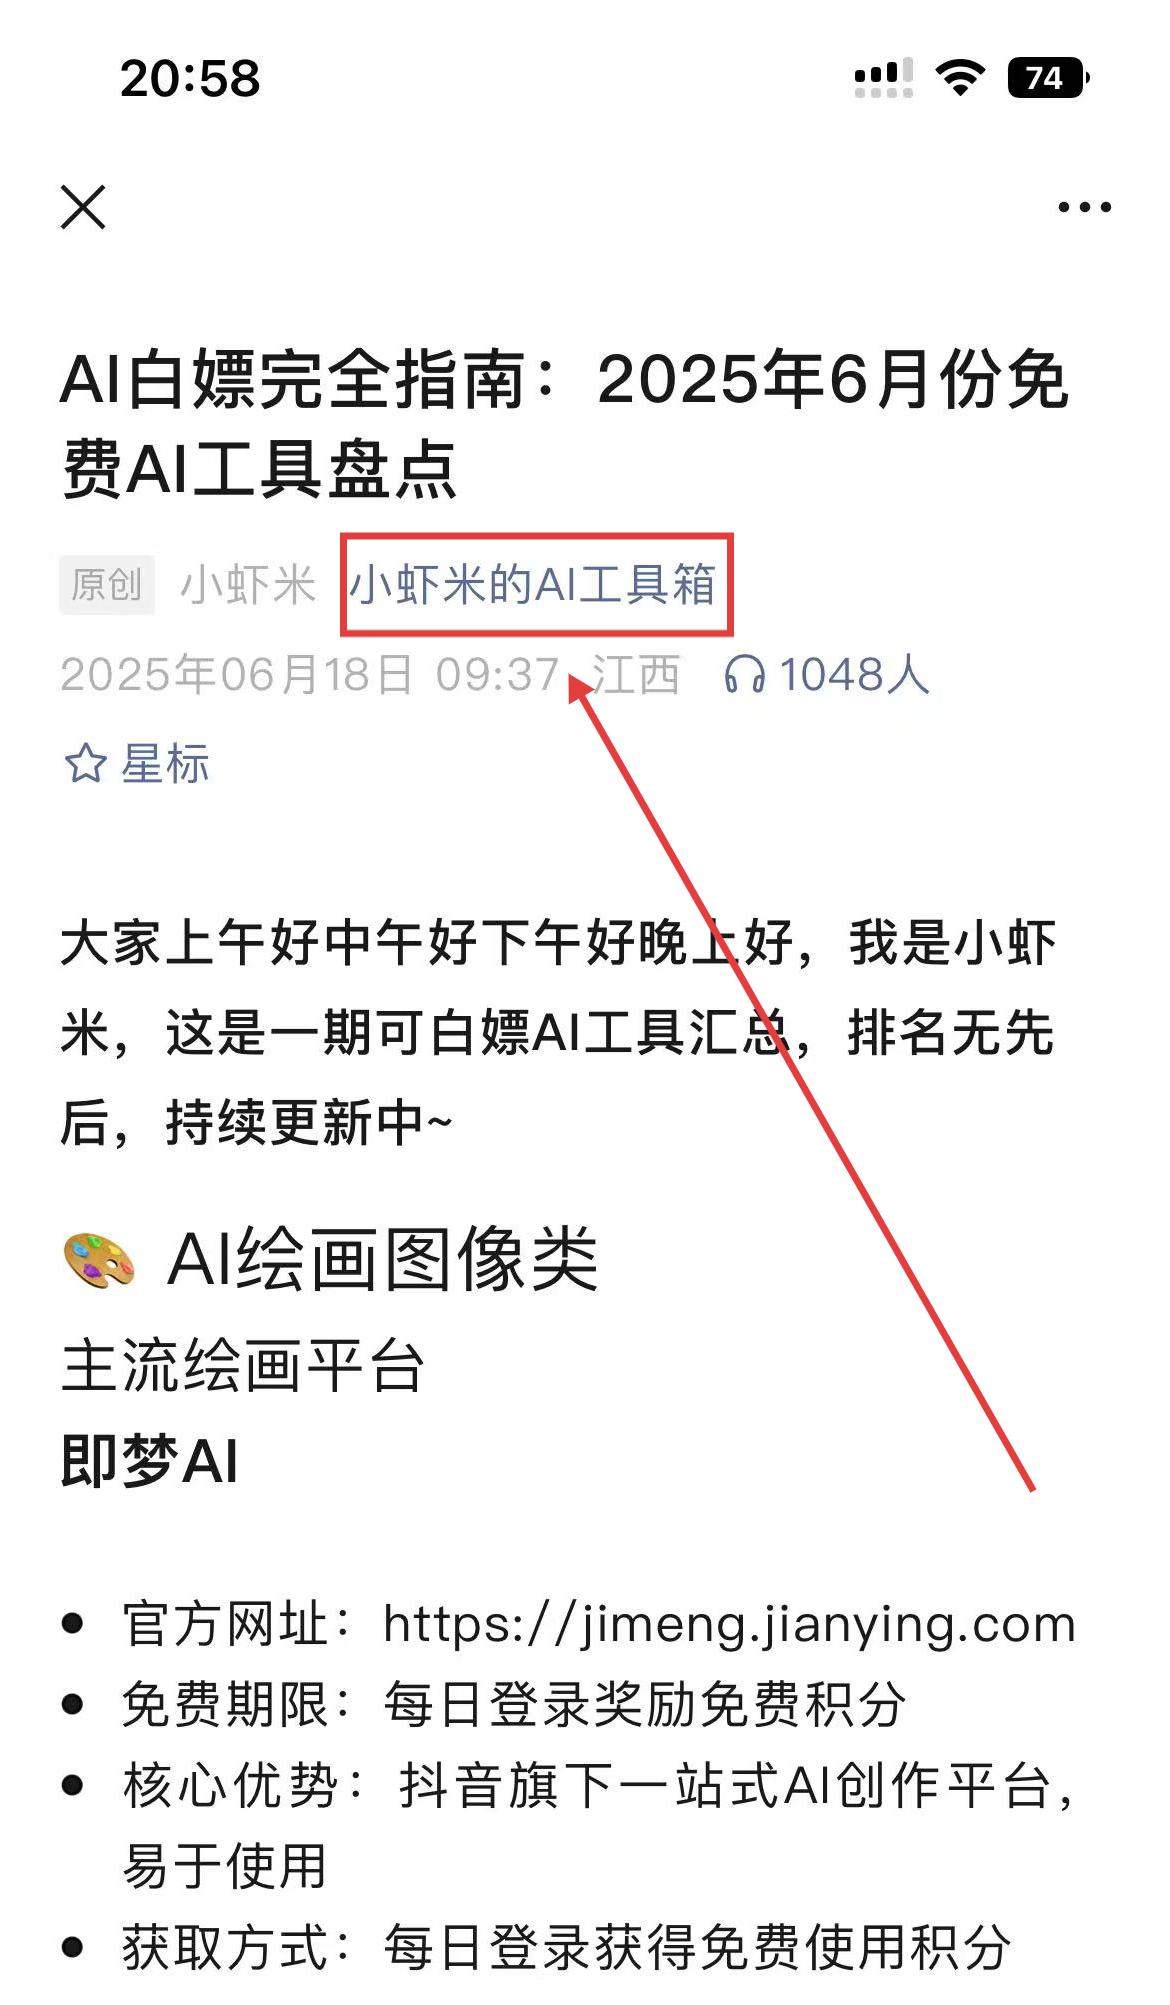 20:58
74
AI白嫖完全指南：2025年6月份免
费AI工具盘点
原创 小虾米 小虾米的AI工具箱
2025年06月18日 09:37 江西 1048人
星标
大家上午好中午好下午好晚上好，我是小虾
米，这是一期可白嫖AI工具汇总，排名无先
后，持续更新中~
AI绘画图像类
主流绘画平台
即梦AI
官方网址：https://jimeng.jianying.com
免费期限：每日登录奖励免费积分
核心优势：抖音旗下一站式AI创作平台，
易于使用
获取方式：每日登录获得免费使用积分